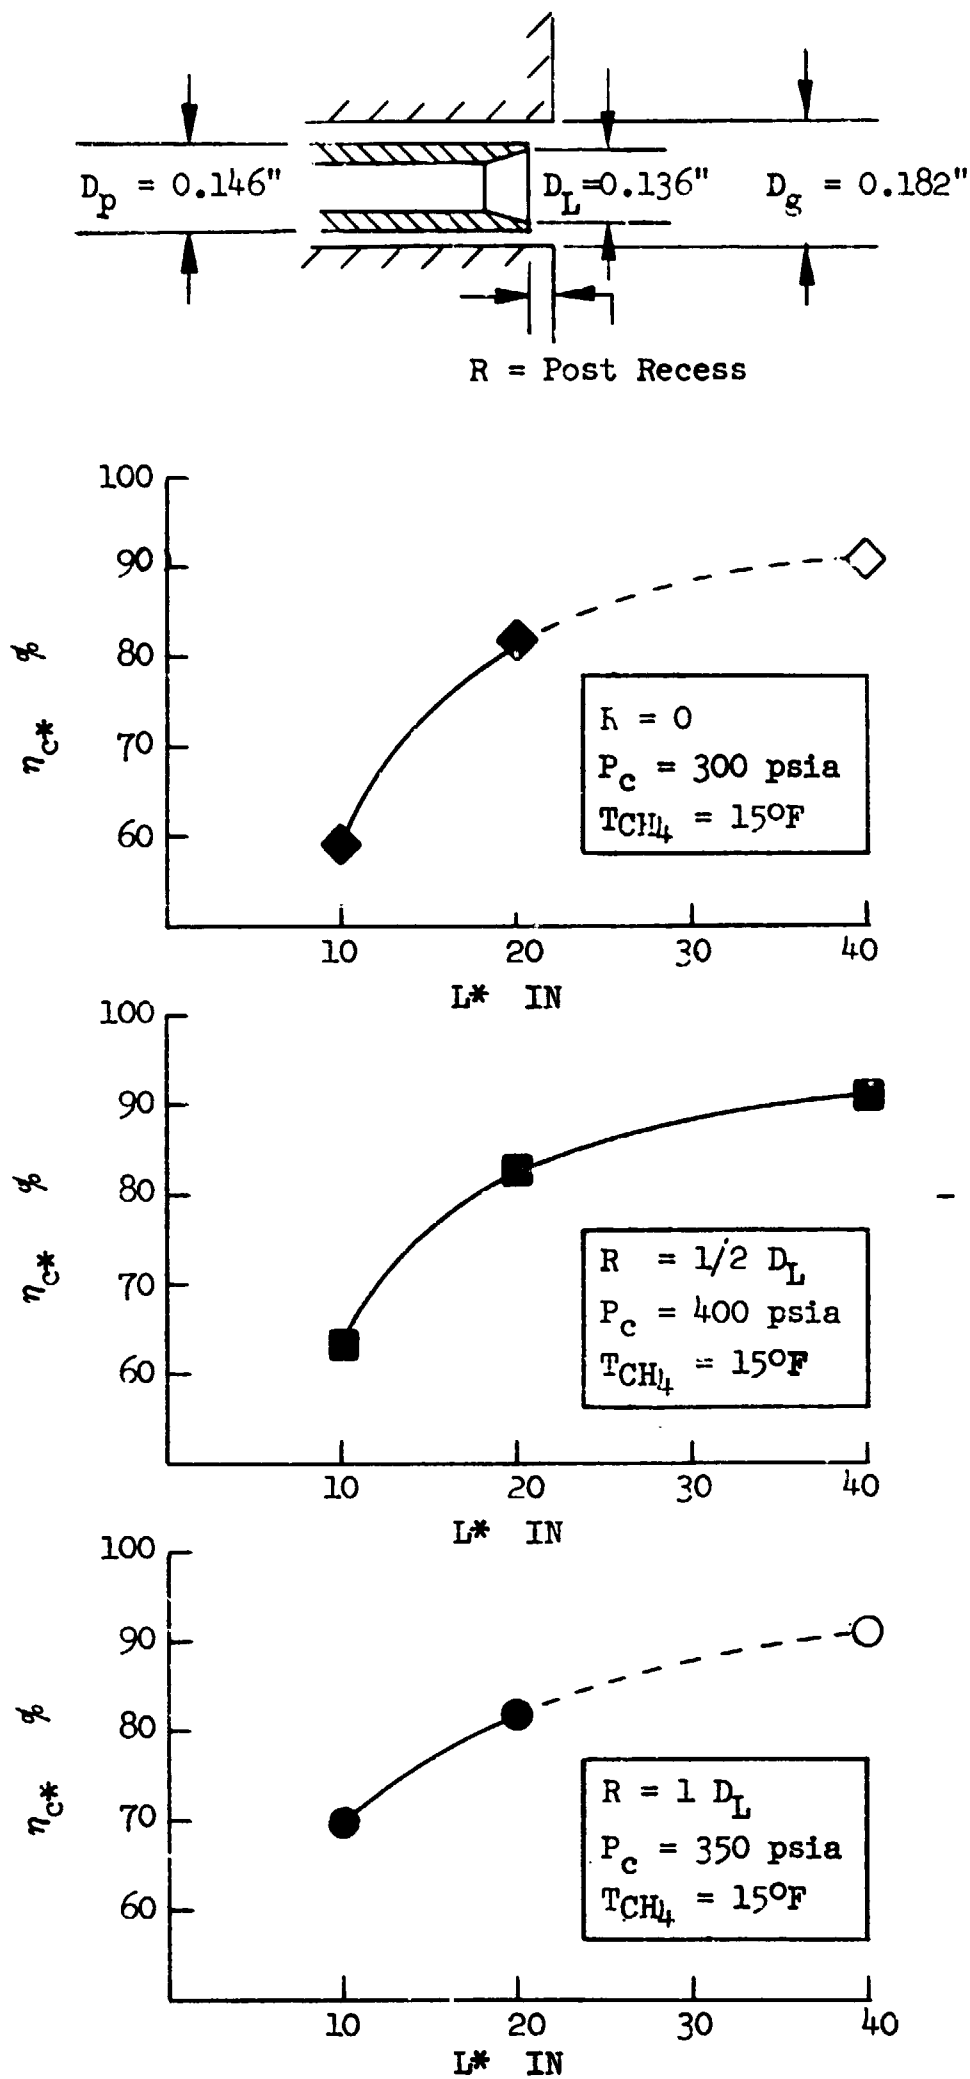 Dp = 0.146"
DL=0.136"
Dg = 0.182"
R = Post Recess
100
90
80
70
60
ηc* %
R = 0
Pc = 300 psia
TCH4 = 15°F
10 20 30 40
L* IN
100
90
80
70
60
ηc* %
R = 1/2 DL
Pc = 400 psia
TCH4 = 15°F
10 20 30 40
L* IN
100
90
80
70
60
ηc* %
R = 1 DL
Pc = 350 psia
TCH4 = 15°F
10 20 30 40
L* IN